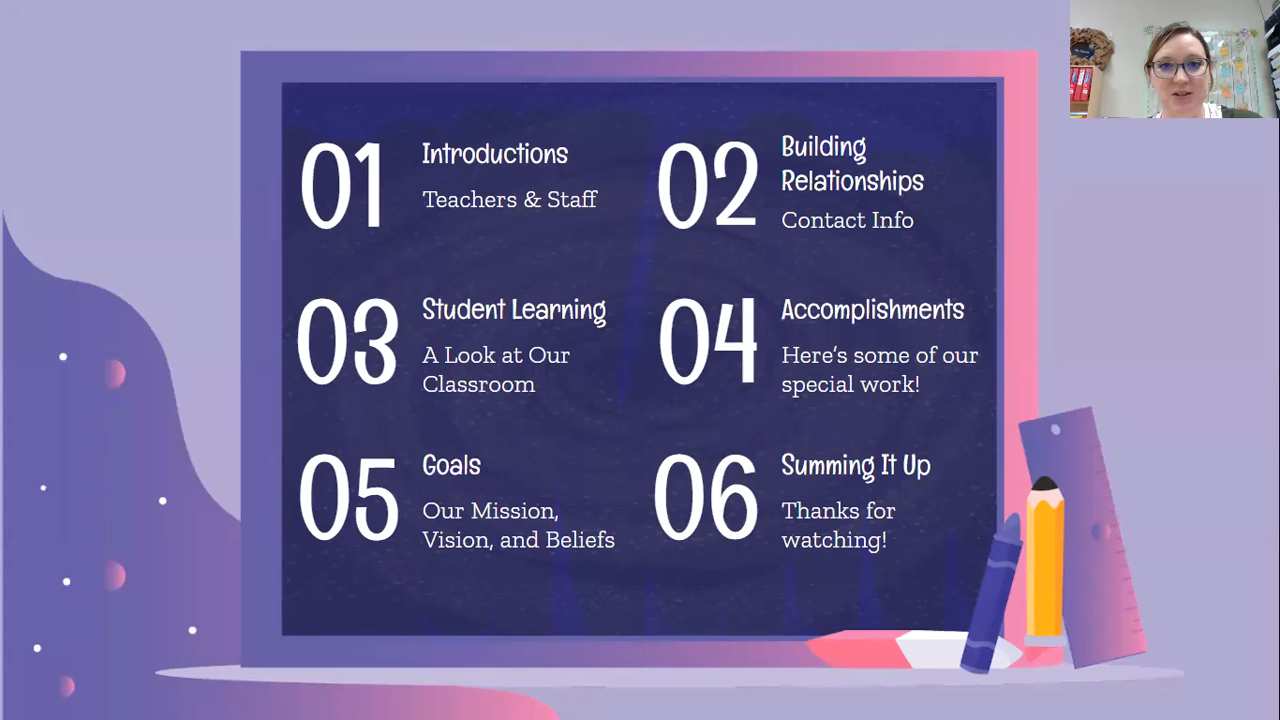 01
Introductions
Teachers & Staff
02
Building
Relationships
Contact Info
03
Student Learning
A Look at Our
Classroom
04
Accomplishments
Here's some of our
special work!
05
Goals
Our Mission,
Vision, and Beliefs
06
Summing It Up
Thanks for
watching!